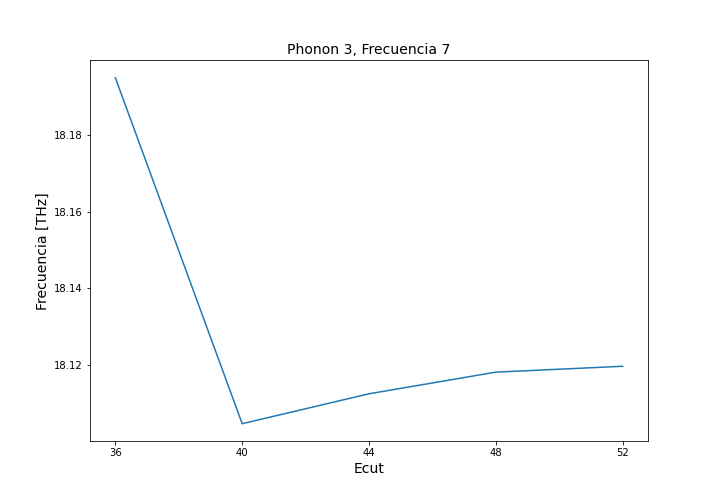 Phonon 3, Frecuencia 7
Frecuencia [THz]
18.18
18.16
18.14
18.12
36 40 44 48 52
Ecut